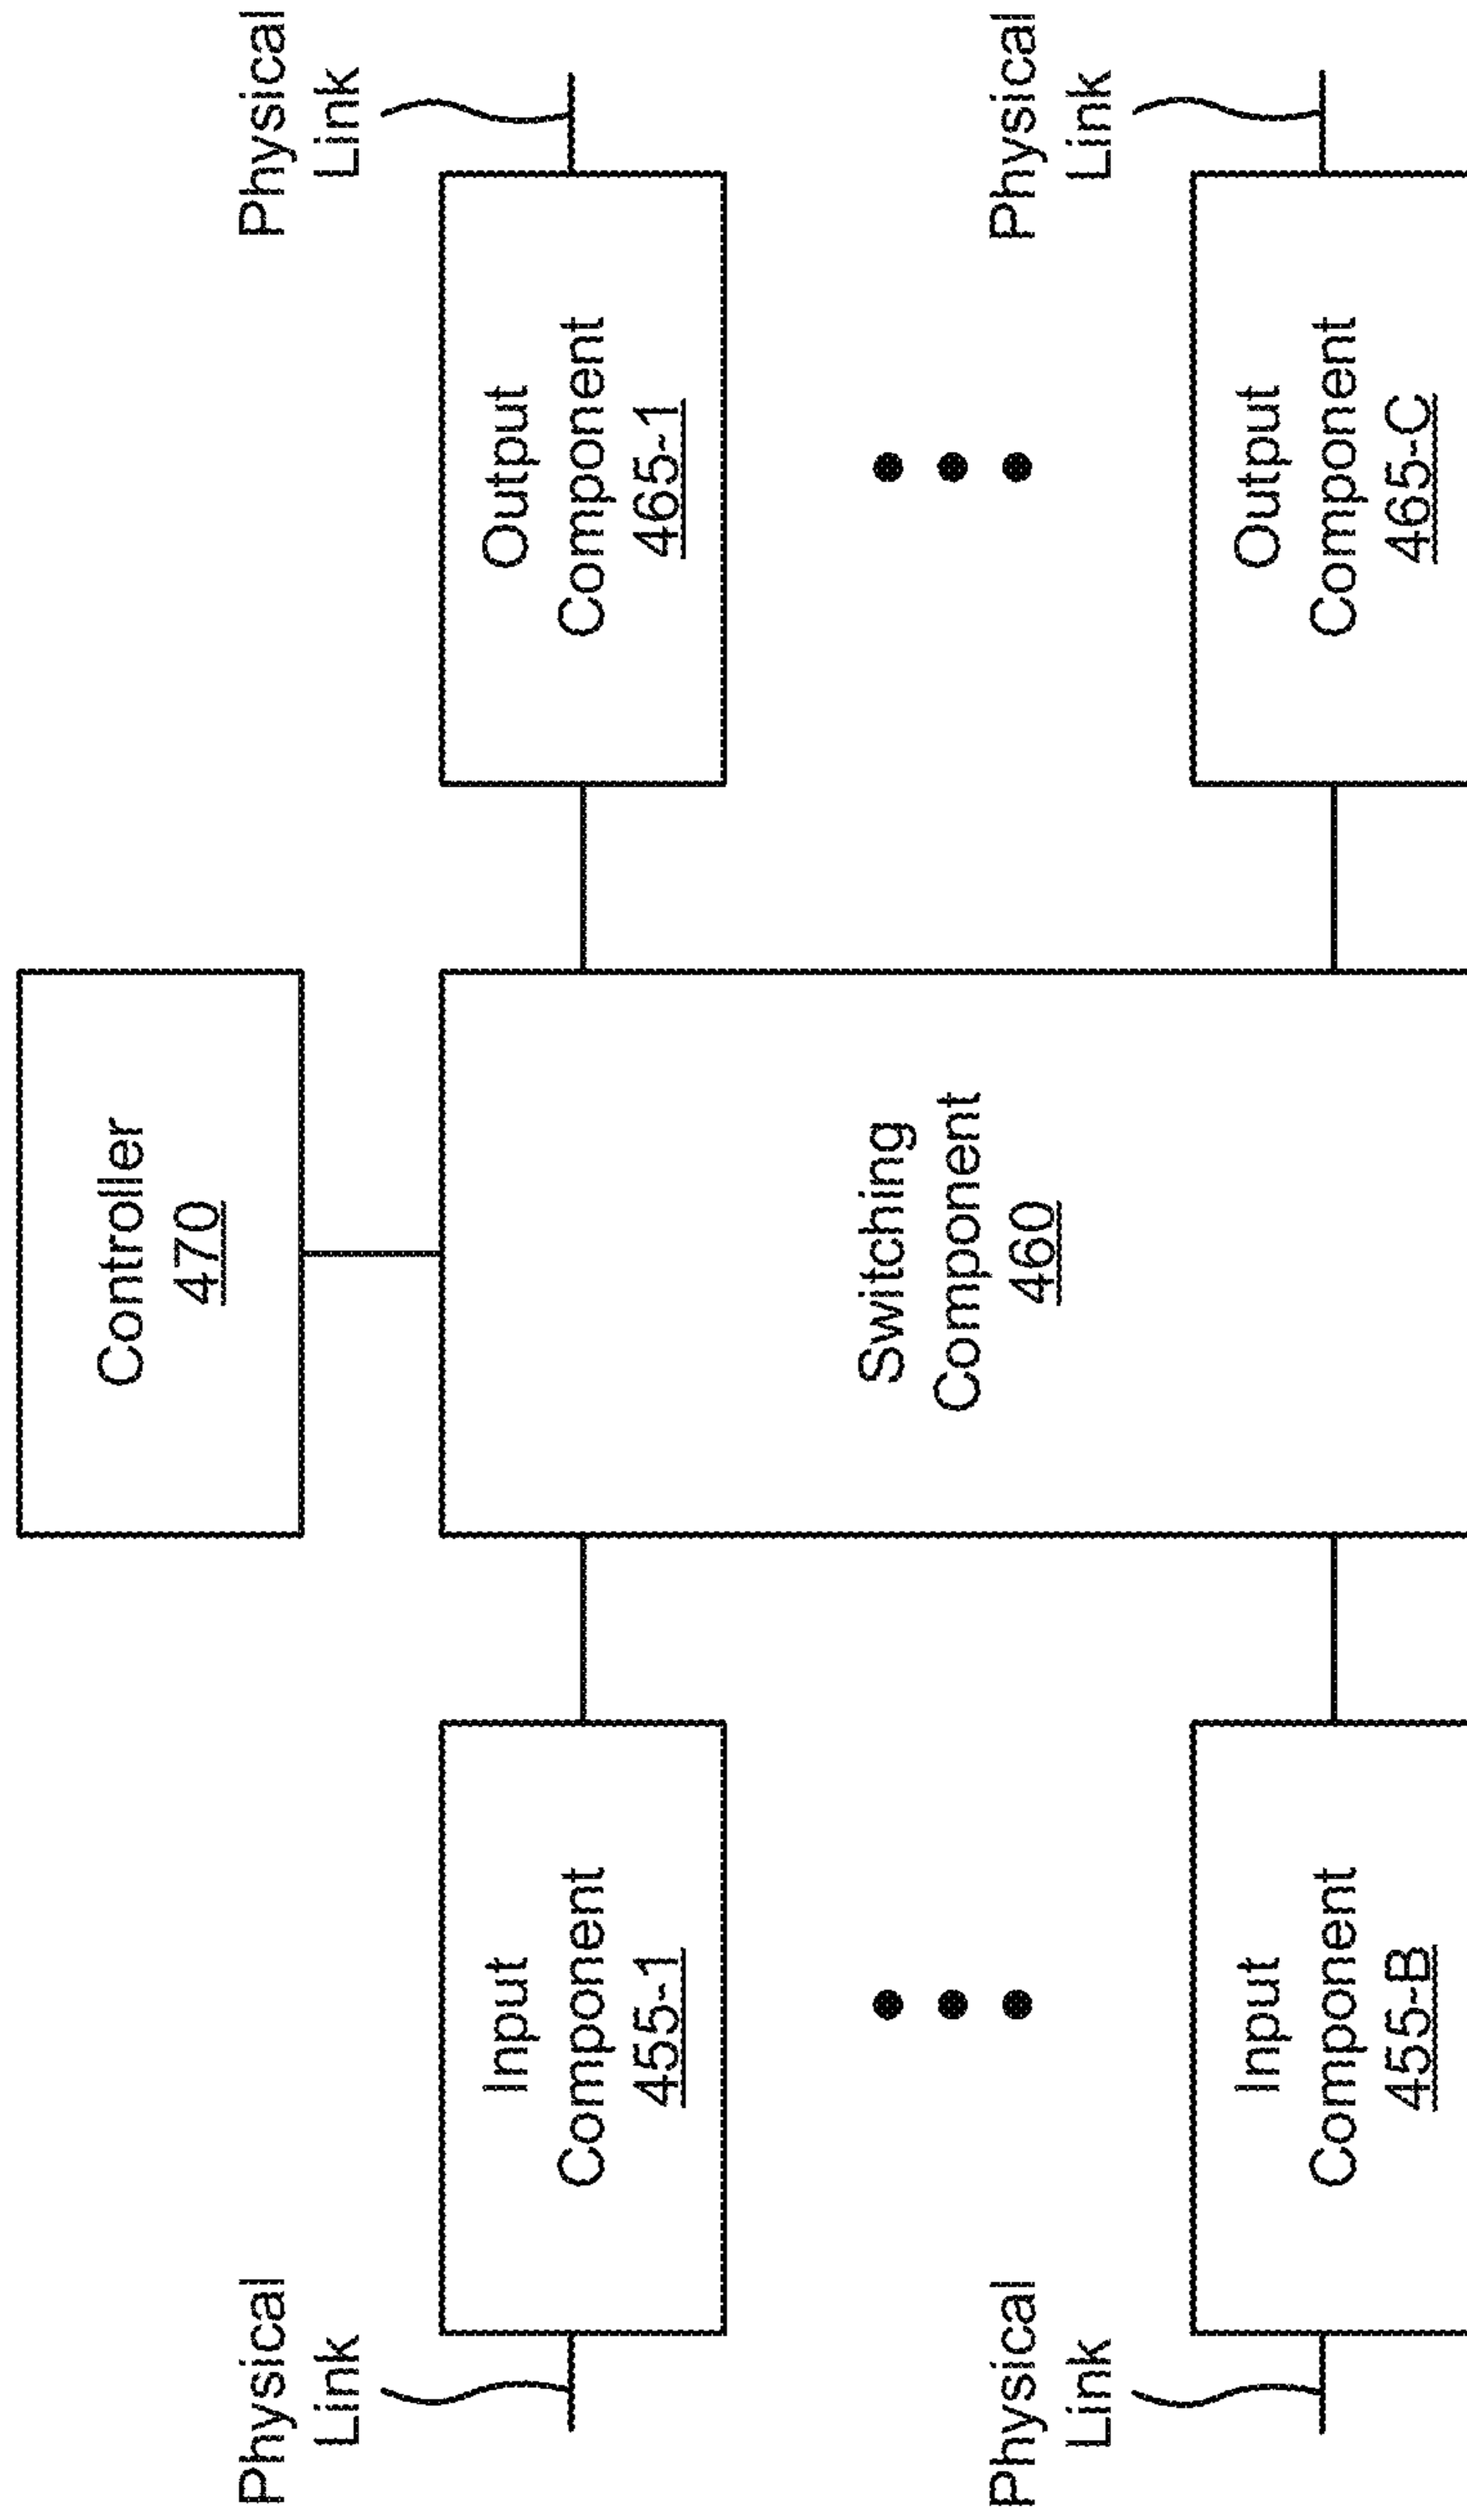 Controller
470
Physical
Link
Input
Component
455-1
Switching
Component
460
Output
Component
465-1
Physical
Link
Physical
Link
Input
Component
455-B
Output
Component
465-C
Physical
Link